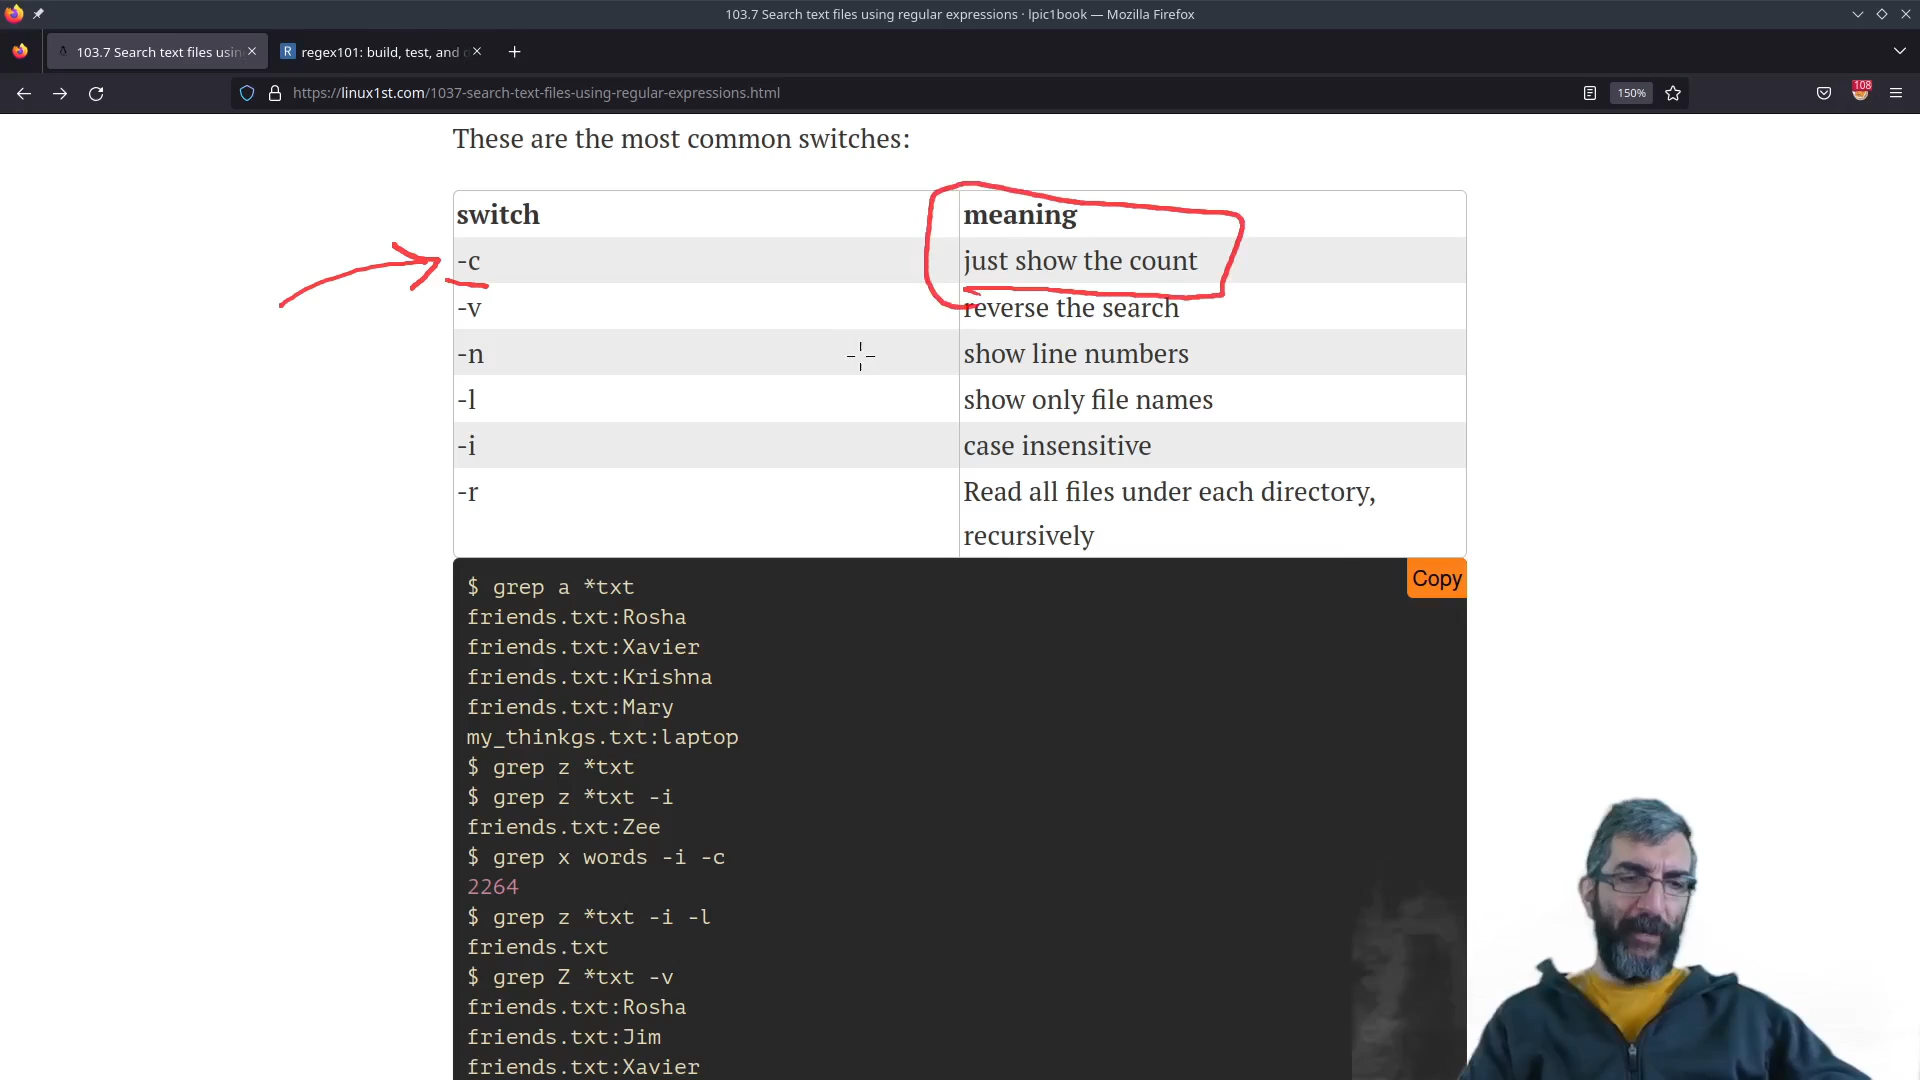 103.7 Search text files using regular expressions · lpic1book — Mozilla Firefox
103.7 Search text files usin
regex101: build, test, and
https://linux1st.com/1037-search-text-files-using-regular-expressions.html
150%
108
These are the most common switches:
switch meaning
-c just show the count
-v reverse the search
-n show line numbers
-l show only file names
-i case insensitive
-r Read all files under each directory,
recursively
Copy
$ grep a *txt
friends.txt:Rosha
friends.txt:Xavier
friends.txt:Krishna
friends.txt:Mary
my_thinkgs.txt:laptop
$ grep z *txt
$ grep z *txt -i
friends.txt:Zee
$ grep x words -i -c
2264
$ grep z *txt -i -l
friends.txt
$ grep Z *txt -v
friends.txt:Rosha
friends.txt:Jim
friends.txt:Xavier